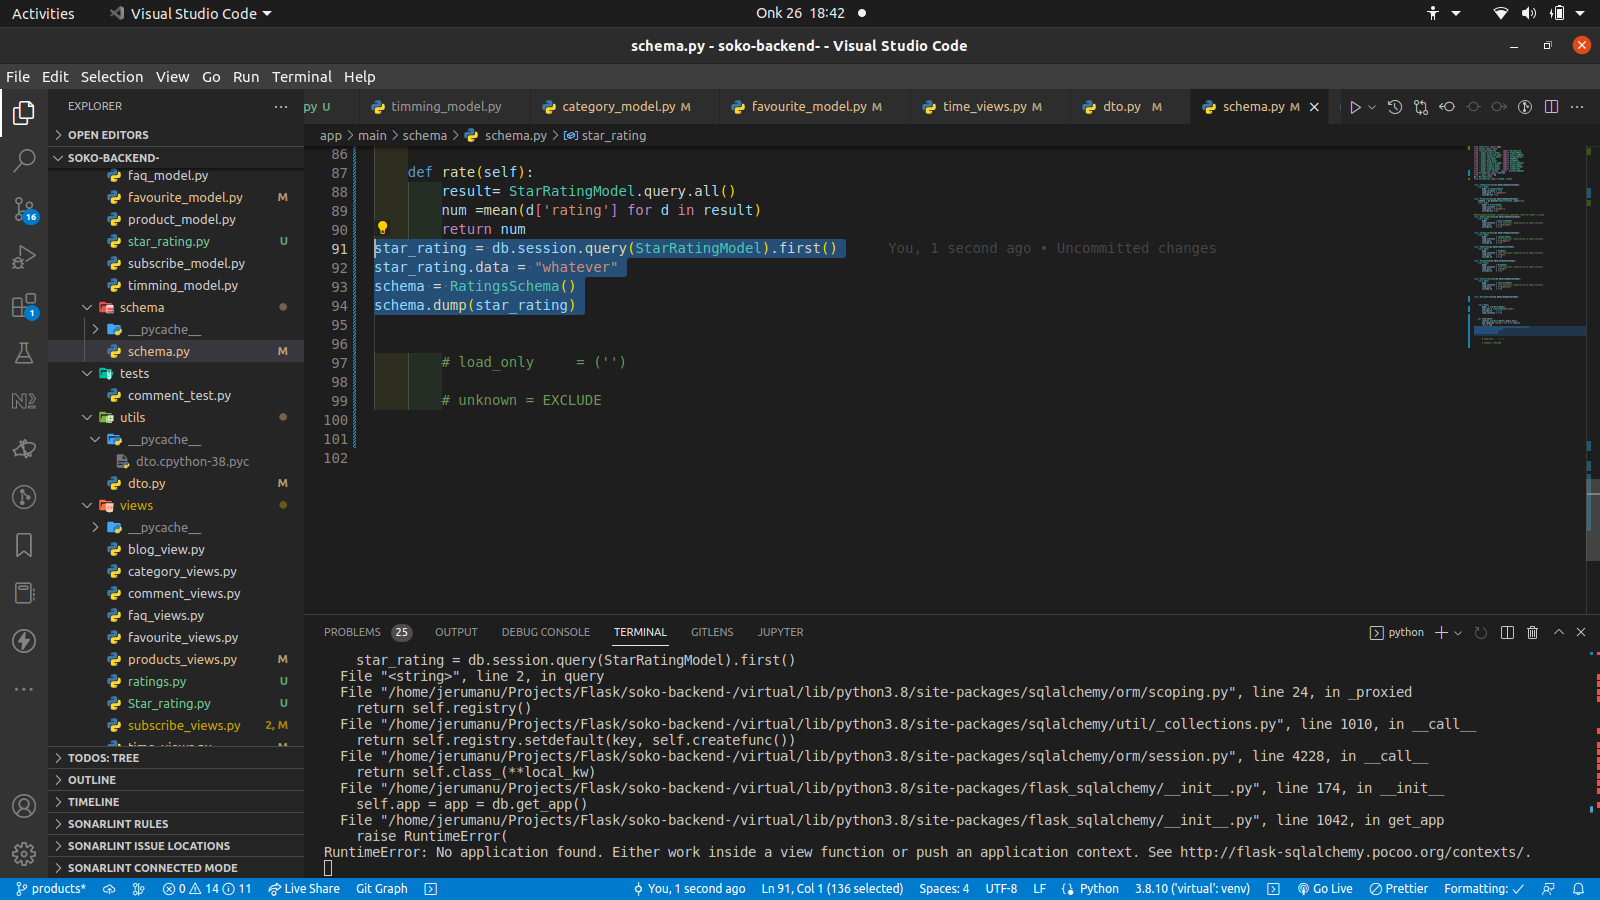 Activities
Visual Studio Code
Onk 26 18:42
schema.py - soko-backend- - Visual Studio Code
File Edit Selection View Go Run Terminal Help
EXPLORER
py U
timming_model.py
category_model.py M
favourite_model.py M
time_views.py M
dto.py M
schema.py M
app > main > schema > schema.py > star_rating
OPEN EDITORS
SOKO-BACKEND-
faq_model.py
favourite_model.py M
product_model.py
star_rating.py U
subscribe_model.py
timming_model.py
schema
__pycache__
schema.py M
tests
comment_test.py
utils
__pycache__
dto.cpython-38.pyc
dto.py M
views
__pycache__
blog_view.py
category_views.py
comment_views.py
faq_views.py
favourite_views.py
products_views.py M
ratings.py U
Star_rating.py U
subscribe_views.py 2, M
TODOS: TREE
OUTLINE
TIMELINE
SONARLINT RULES
SONARLINT ISSUE LOCATIONS
SONARLINT CONNECTED MODE
16
1
86
87 def rate(self):
88 result= StarRatingModel.query.all()
89 num =mean(d['rating'] for d in result)
90 return num
91 star_rating = db.session.query(StarRatingModel).first() You, 1 second ago • Uncommitted changes
92 star_rating.data = "whatever"
93 schema = RatingsSchema()
94 schema.dump(star_rating)
95
96
97 # load_only     = ('')
98
99 # unknown = EXCLUDE
100
101
102
PROBLEMS 25 OUTPUT DEBUG CONSOLE TERMINAL GITLENS JUPYTER
python
star_rating = db.session.query(StarRatingModel).first()
File "<string>", line 2, in query
File "/home/jerumanu/Projects/Flask/soko-backend-/virtual/lib/python3.8/site-packages/sqlalchemy/orm/scoping.py", line 24, in _proxied
return self.registry()
File "/home/jerumanu/Projects/Flask/soko-backend-/virtual/lib/python3.8/site-packages/sqlalchemy/util/_collections.py", line 1010, in __call__
return self.registry.setdefault(key, self.createfunc())
File "/home/jerumanu/Projects/Flask/soko-backend-/virtual/lib/python3.8/site-packages/sqlalchemy/orm/session.py", line 4228, in __call__
return self.class_(**local_kw)
File "/home/jerumanu/Projects/Flask/soko-backend-/virtual/lib/python3.8/site-packages/flask_sqlalchemy/__init__.py", line 174, in __init__
self.app = app = db.get_app()
File "/home/jerumanu/Projects/Flask/soko-backend-/virtual/lib/python3.8/site-packages/flask_sqlalchemy/__init__.py", line 1042, in get_app
raise RuntimeError(
RuntimeError: No application found. Either work inside a view function or push an application context. See http://flask-sqlalchemy.pocoo.org/contexts/.
products* 0 14 11 Live Share Git Graph You, 1 second ago Ln 91, Col 1 (136 selected) Spaces: 4 UTF-8 LF Python 3.8.10 ('virtual': venv) Go Live Prettier Formatting: